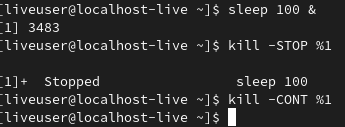 [liveuser@localhost-live ~]$ sleep 100 &
[1] 3483
[liveuser@localhost-live ~]$ kill -STOP %1
[1]+  Stopped                 sleep 100
[liveuser@localhost-live ~]$ kill -CONT %1
[liveuser@localhost-live ~]$